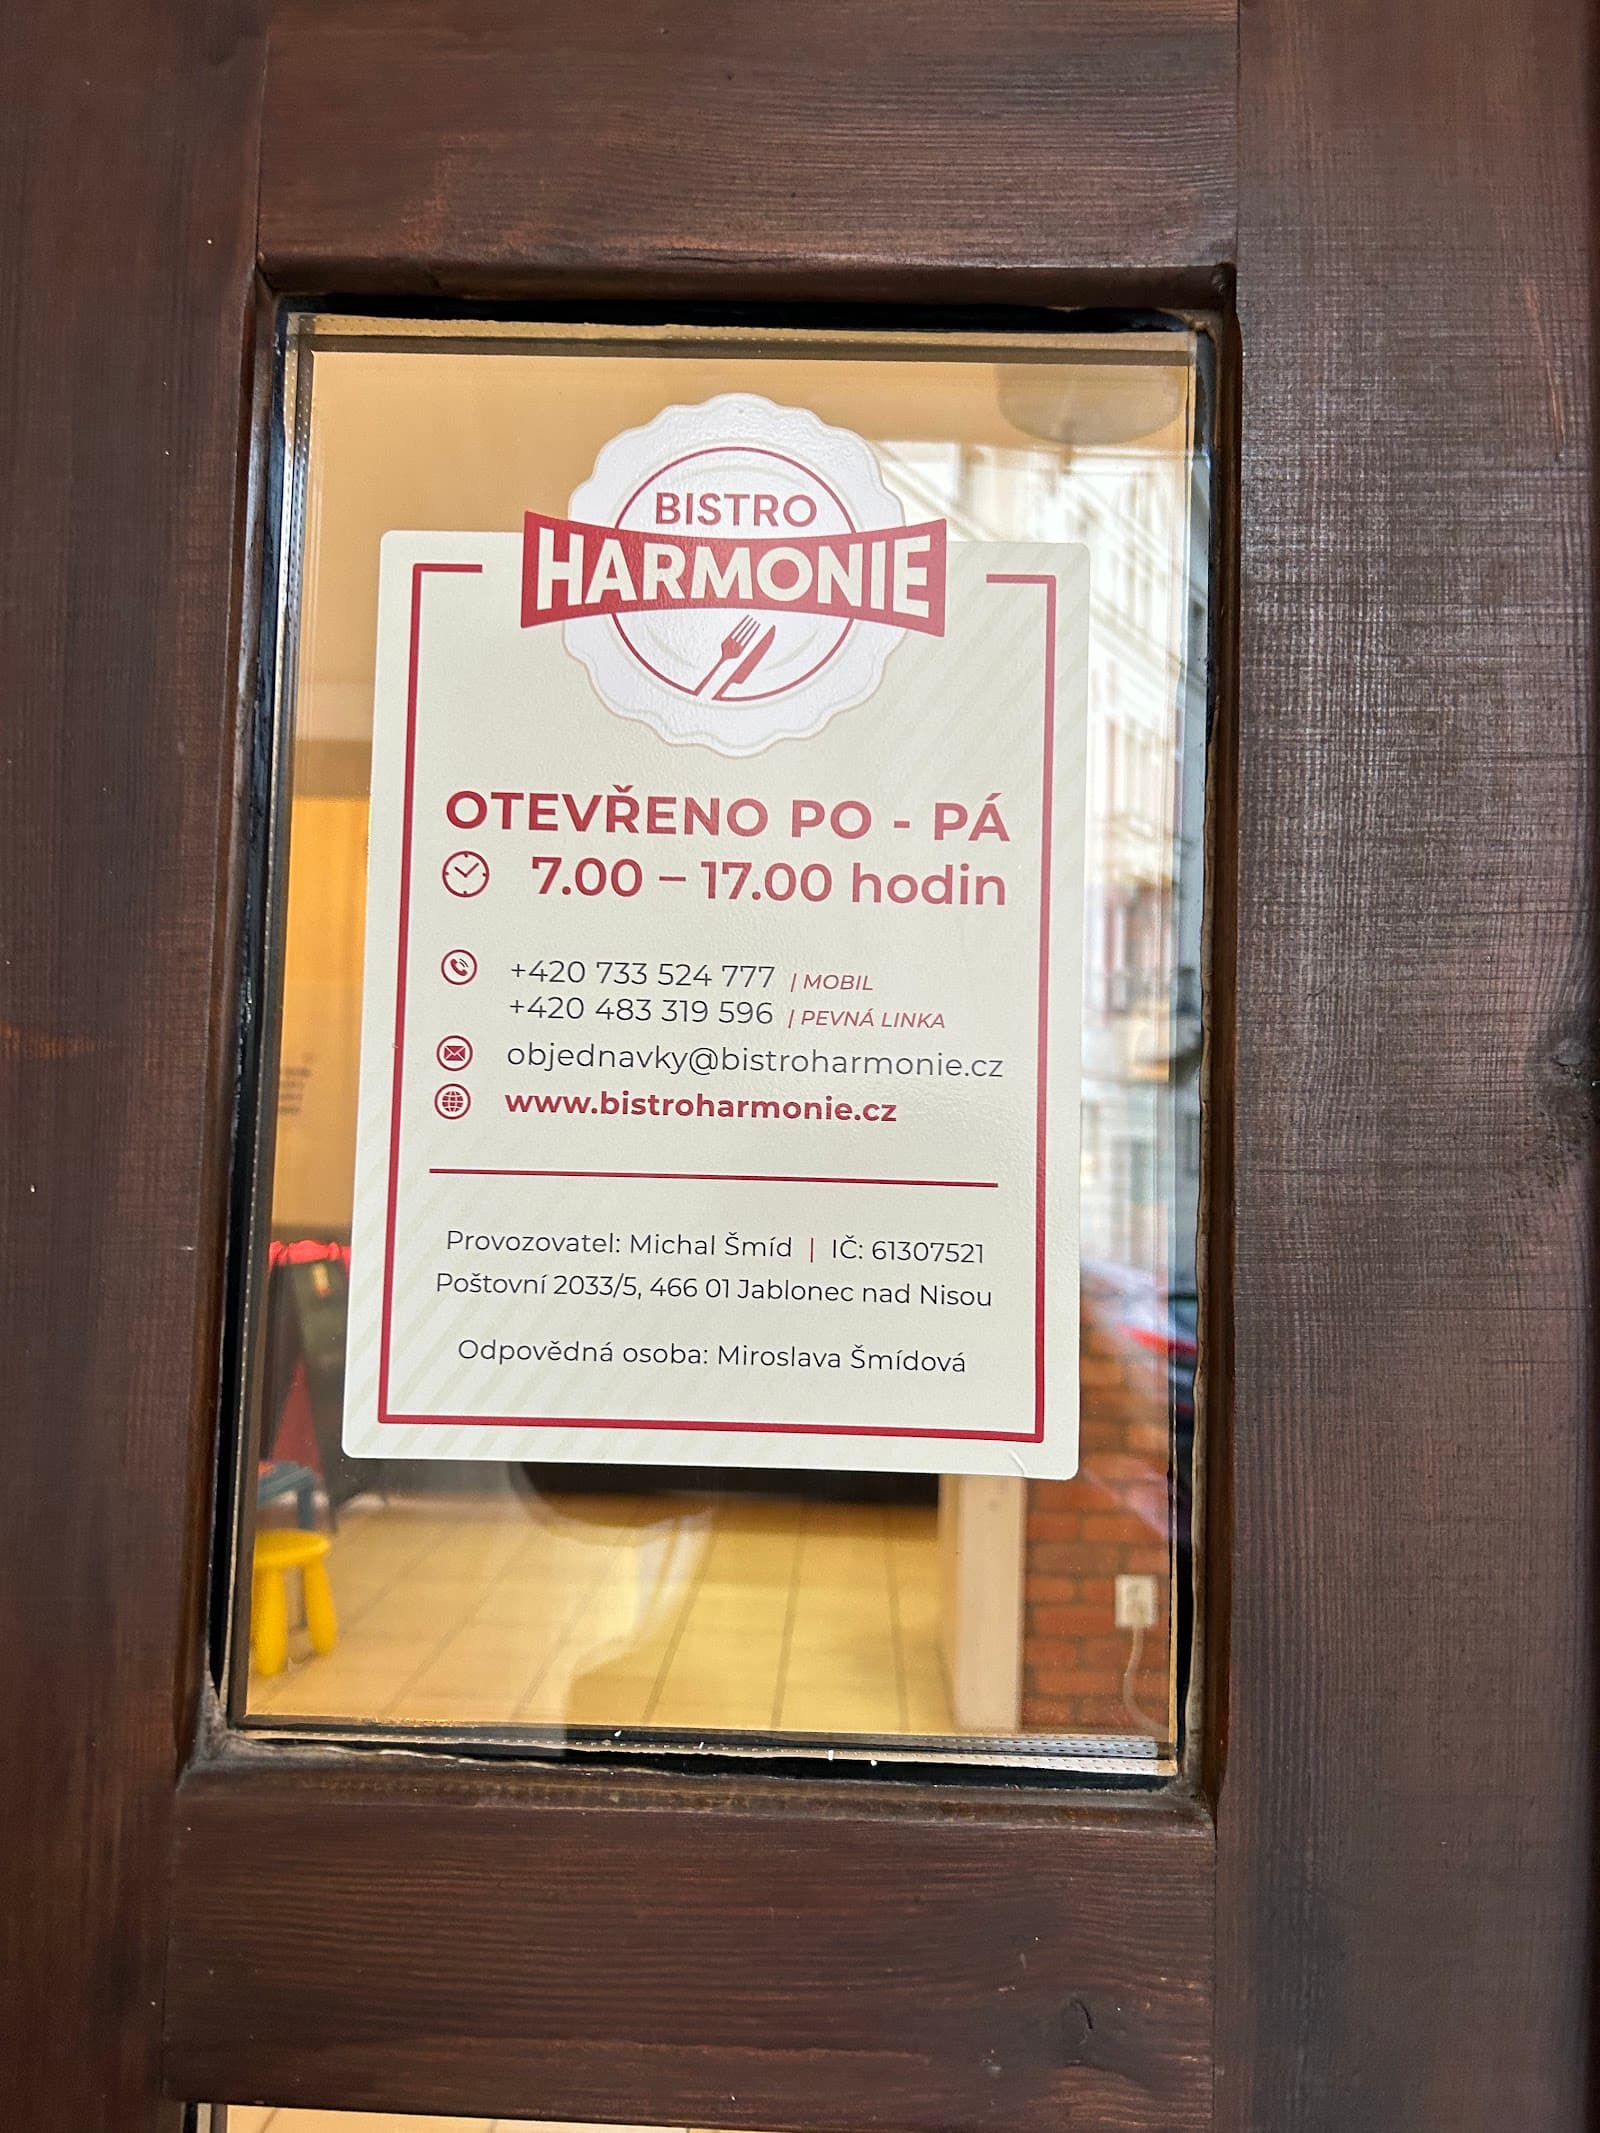 BISTRO
HARMONIE
OTEVŘENO PO - PÁ
7.00 – 17.00 hodin
+420 733 524 777 | MOBIL
+420 483 319 596 | PEVNÁ LINKA
objednavky@bistroharmonie.cz
www.bistroharmonie.cz
Provozovatel: Michal Šmíd | IČ: 61307521
Poštovní 2033/5, 466 01 Jablonec nad Nisou
Odpovědná osoba: Miroslava Šmídová